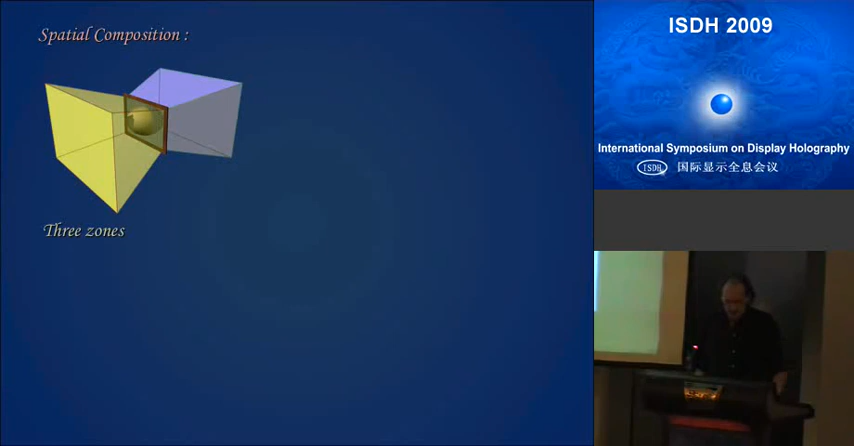 Spatial Composition :
Three zones
ISDH 2009
International Symposium on Display Holography
ISDH 国际显示全息会议